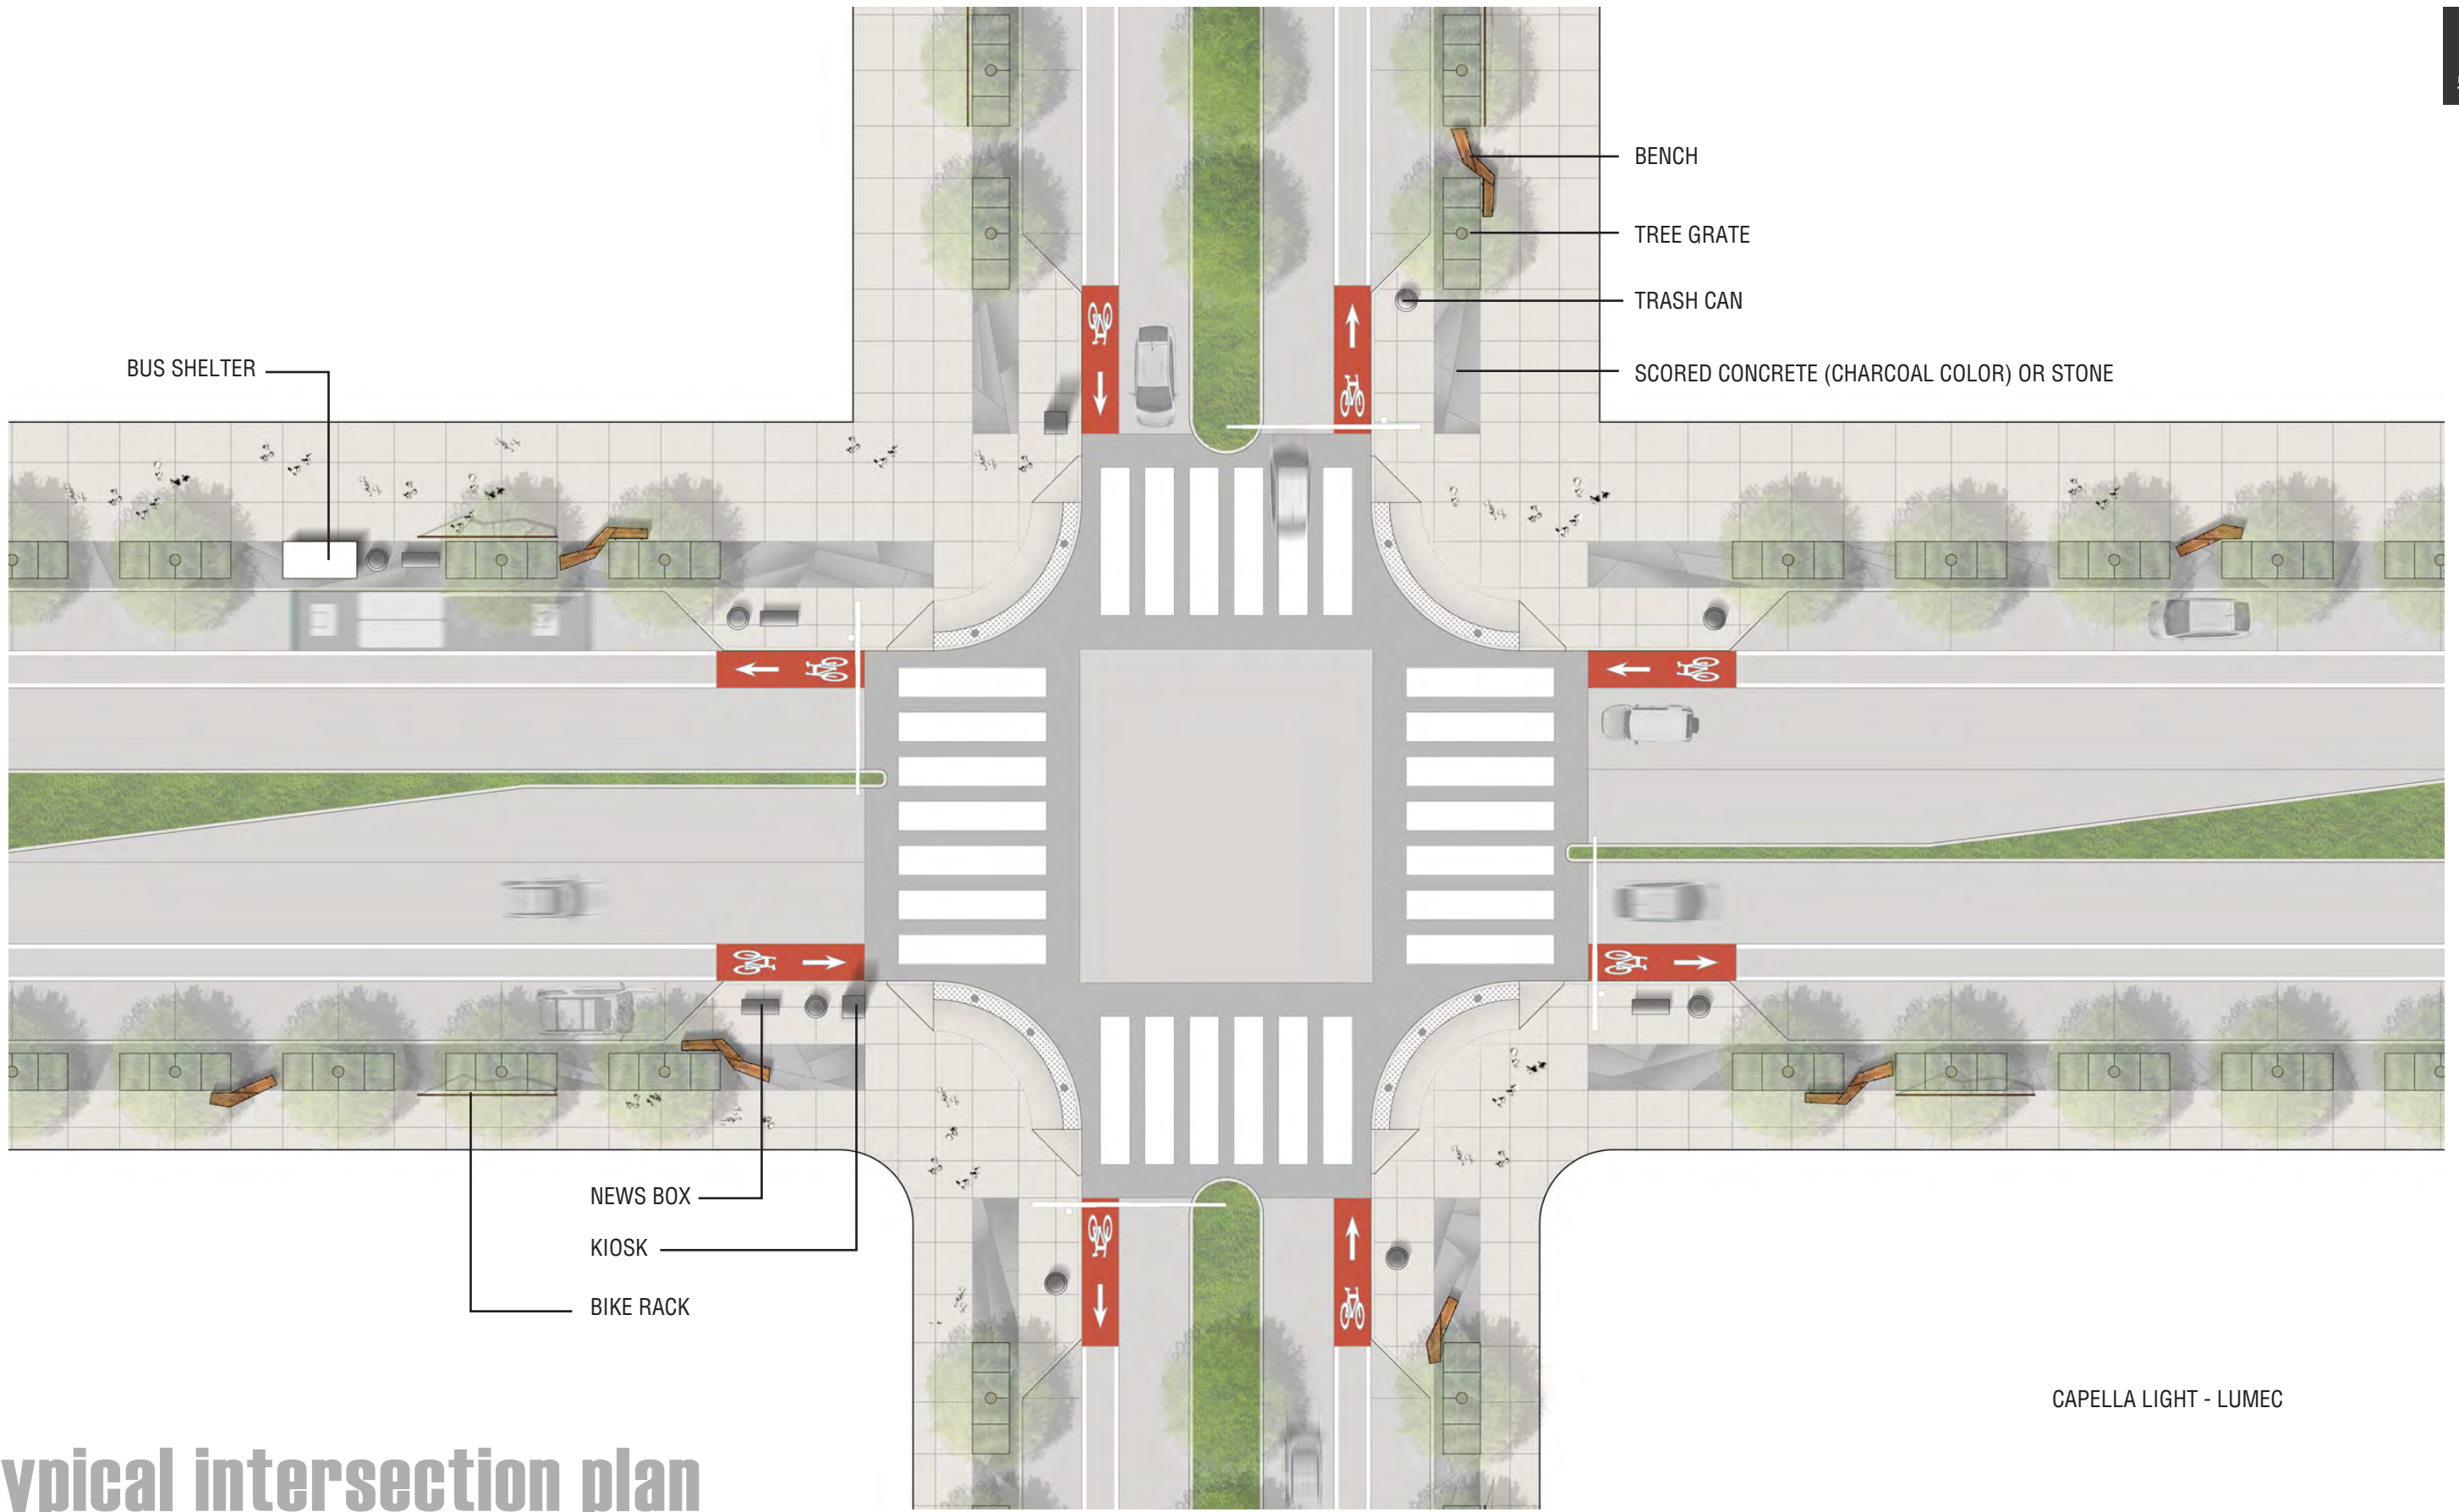 BENCH
TREE GRATE
TRASH CAN
SCORED CONCRETE (CHARCOAL COLOR) OR STONE
BUS SHELTER
NEWS BOX
KIOSK
BIKE RACK
CAPELLA LIGHT - LUMEC
ypical intersection plan